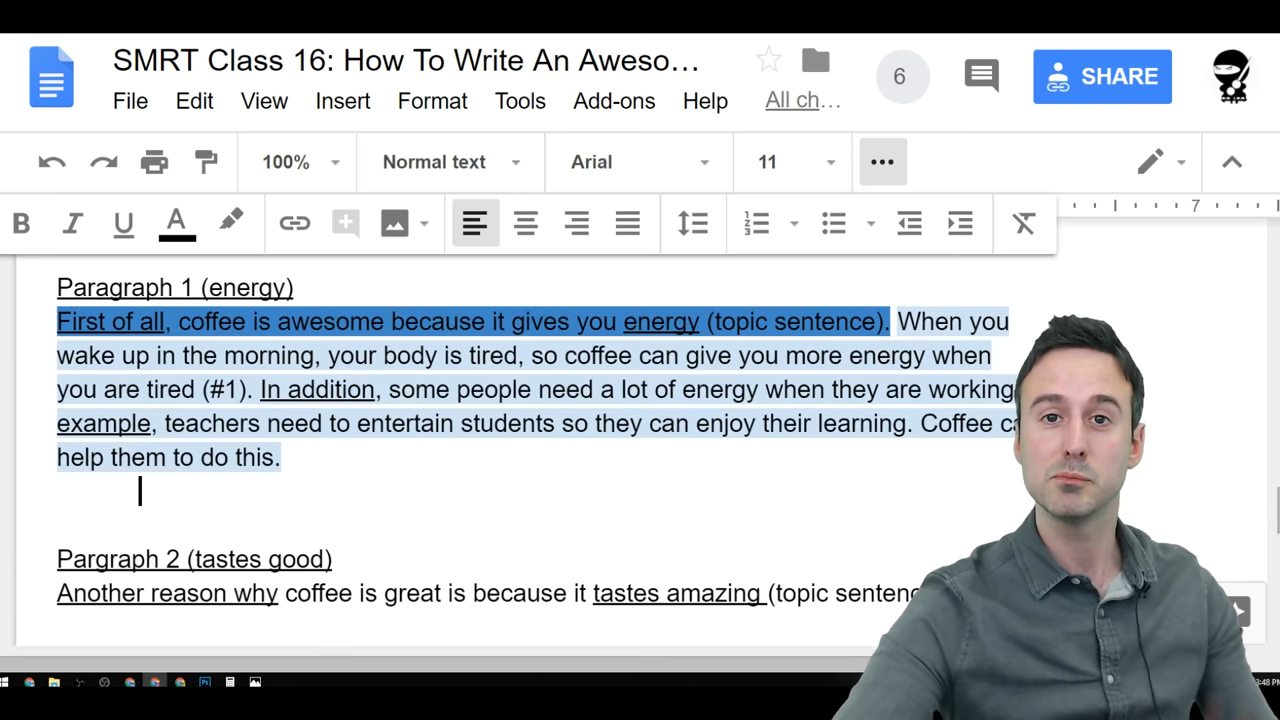 SMRT Class 16: How To Write An Aweso…
6
SHARE
File Edit View Insert Format Tools Add-ons Help All ch…
100% Normal text Arial 11
B I U A 7
Paragraph 1 (energy)
First of all, coffee is awesome because it gives you energy (topic sentence). When you
wake up in the morning, your body is tired, so coffee can give you more energy when
you are tired (#1). In addition, some people need a lot of energy when they are working
example, teachers need to entertain students so they can enjoy their learning. Coffee
help them to do this.
Pargraph 2 (tastes good)
Another reason why coffee is great is because it tastes amazing (topic